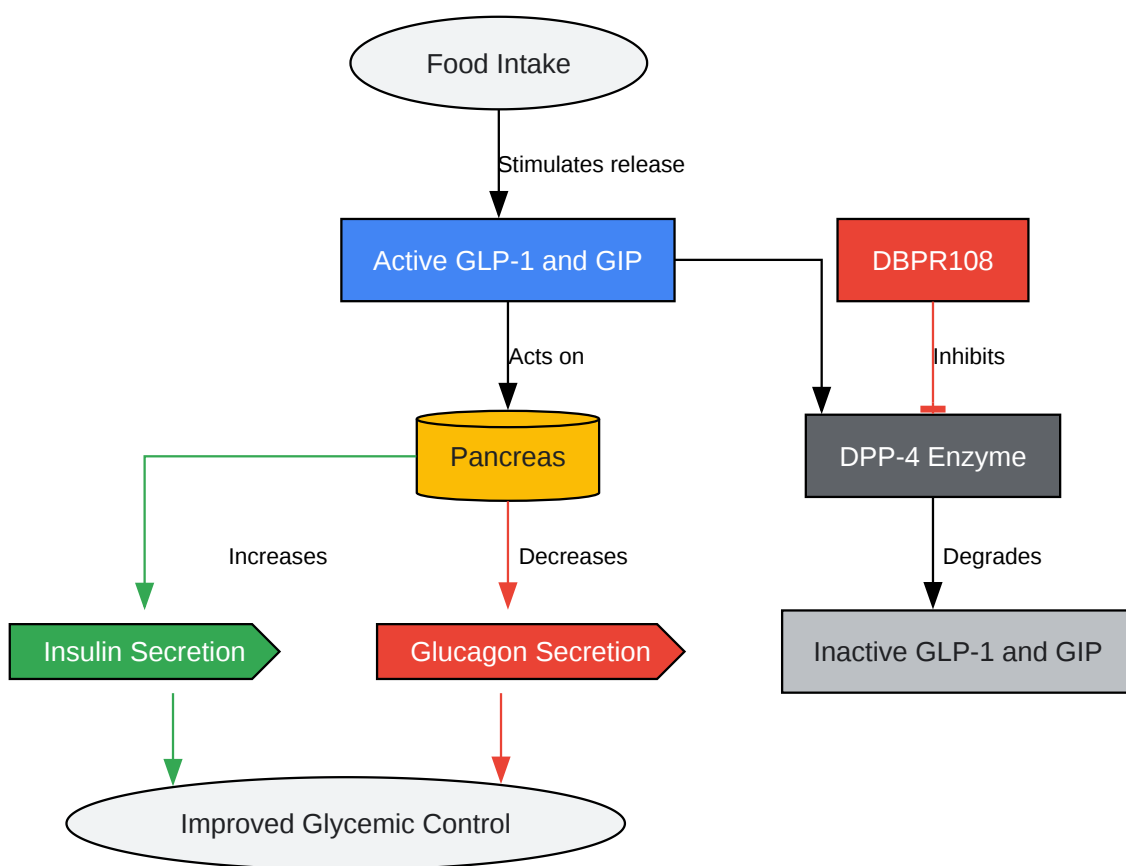 Food Intake
Stimulates release
Active GLP-1 and GIP
DBPR108
Acts on
Inhibits
Pancreas
DPP-4 Enzyme
Increases
Decreases
Degrades
Insulin Secretion
Glucagon Secretion
Inactive GLP-1 and GIP
Improved Glycemic Control